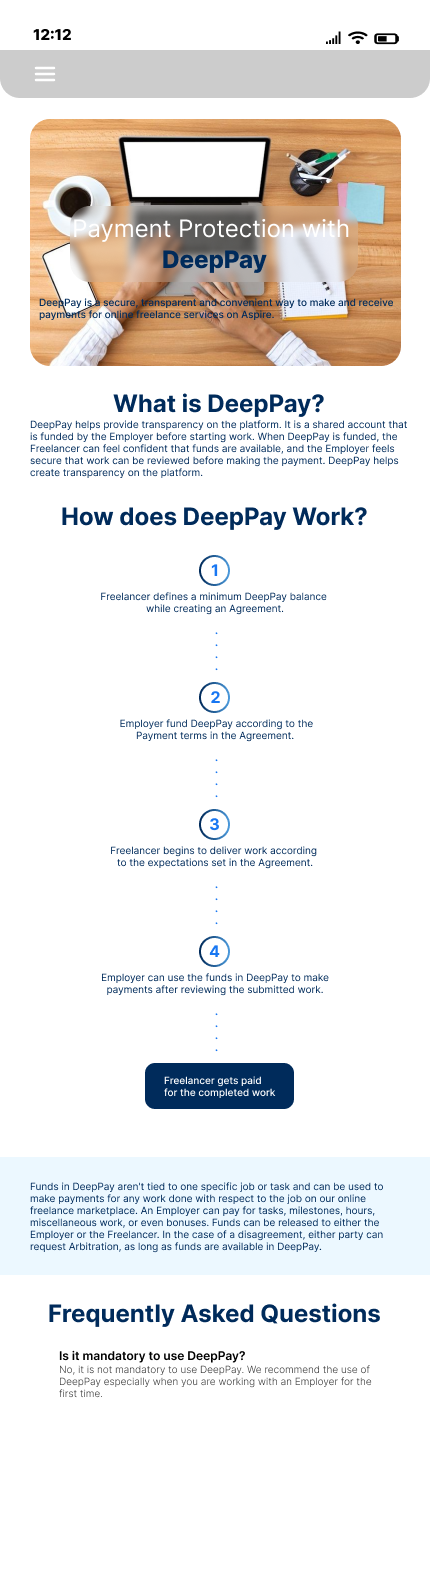 12:12
Payment Protection with
DeepPay
DeepPay is a secure, transparent and convenient way to make and receive
payments for online freelance services on Aspire.
What is DeepPay?
DeepPay helps provide transparency on the platform. It is a shared account that
is funded by the Employer before starting work. When DeepPay is funded, the
Freelancer can feel confident that funds are available, and the Employer feels
secure that work can be reviewed before making the payment. DeepPay helps
create transparency on the platform.
How does DeepPay Work?
1
Freelancer defines a minimum DeepPay balance
while creating an Agreement.
2
Employer fund DeepPay according to the
Payment terms in the Agreement.
3
Freelancer begins to deliver work according
to the expectations set in the Agreement.
4
Employer can use the funds in DeepPay to make
payments after reviewing the submitted work.
Freelancer gets paid
for the completed work
Funds in DeepPay aren't tied to one specific job or task and can be used to
make payments for any work done with respect to the job on our online
freelance marketplace. An Employer can pay for tasks, milestones, hours,
miscellaneous work, or even bonuses. Funds can be released to either the
Employer or the Freelancer. In the case of a disagreement, either party can
request Arbitration, as long as funds are available in DeepPay.
Frequently Asked Questions
Is it mandatory to use DeepPay?
No, it is not mandatory to use DeepPay. We recommend the use of
DeepPay especially when you are working with an Employer for the
first time.